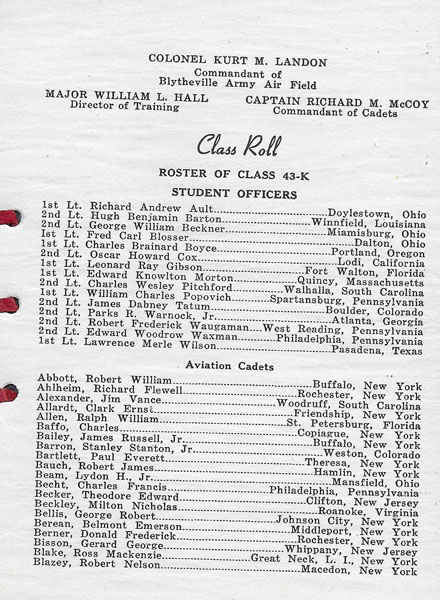 COLONEL KURT M. LANDON
Commandant of
Blytheville Army Air Field
MAJOR WILLIAM L. HALL CAPTAIN RICHARD M. McCOY
Director of Training Commandant of Cadets
Class Roll
ROSTER OF CLASS 43-K
STUDENT OFFICERS
1st Lt. Richard Andrew Ault Doylestown, Ohio
2nd Lt. Hugh Benjamin Barton Winnfield, Louisiana
2nd Lt. George William Beckner Miamisburg, Ohio
1st Lt. Fred Carl Blosser Dalton, Ohio
1st Lt. Charles Brainard Boyce Portland, Oregon
2nd Lt. Oscar Howard Cox Lodi, California
1st Lt. Leonard Ray Gibson Fort Walton, Florida
1st Lt. Edward Knowlton Morton Quincy, Massachusetts
2nd Lt. Charles Wesley Pitchford Walhalla, South Carolina
1st Lt. William Charles Popovich Spartansburg, Pennsylvania
2nd Lt. James Dabney Tatum Boulder, Colorado
2nd Lt. Parks R. Warnock, Jr Atlanta, Georgia
2nd Lt. Robert Frederick Waugaman West Reading, Pennsylvania
2nd Lt. Edward Woodrow Waxman Philadelphia, Pennsylvania
1st Lt. Lawrence Merle Wilson Pasadena, Texas
Aviation Cadets
Abbott, Robert William Buffalo, New York
Ahlheim, Richard Flewell Rochester, New York
Alexander, Jim Vance Woodruff, South Carolina
Allardt, Clark Ernst Friendship, New York
Allen, Ralph William St. Petersburg, Florida
Baffo, Charles Copiague, New York
Bailey, James Russell, Jr Buffalo, New York
Barron, Stanley Stanton, Jr Weston, Colorado
Bartlett, Paul Everett Theresa, New York
Bauch, Robert James Hamlin, New York
Beam, Lydon H., Jr Mansfield, Ohio
Becht, Charles Francis Philadelphia, Pennsylvania
Becker, Theodore Edward Clifton, New Jersey
Beckley, Milton Nicholas Roanoke, Virginia
Bellis, George Robert Johnson City, New York
Berean, Belmont Emerson Middleport, New York
Berner, Donald Frederick Rochester, New York
Bisson, Gerard George Whippany, New Jersey
Blake, Ross Mackenzie Great Neck, L. I., New York
Blazey, Robert Nelson Macedon, New York